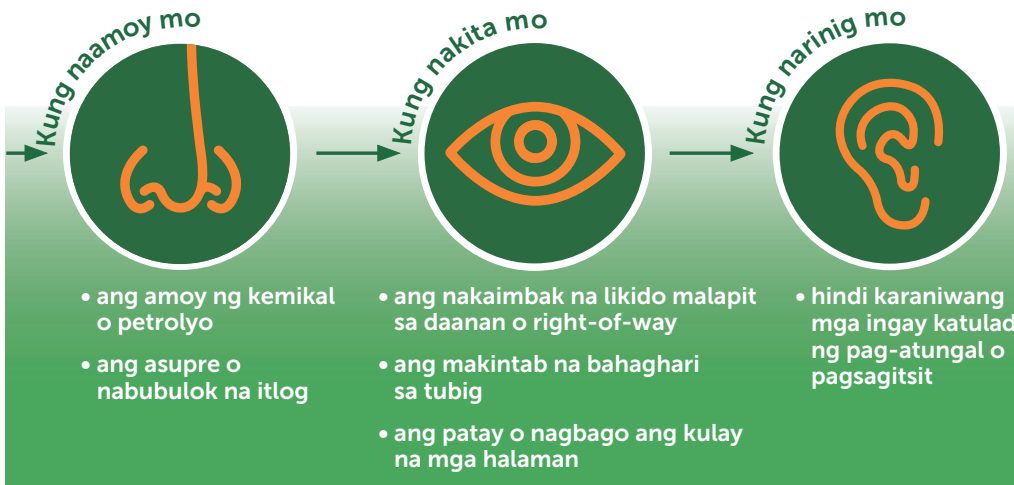 Kung naamoy mo
• ang amoy ng kemikal
o petrolyo
• ang asupre o
nabubulok na itlog
Kung nakita mo
• ang nakaimbak na likido malapit
sa daanan o right-of-way
• ang makintab na bahaghari
sa tubig
• ang patay o nagbago ang kulay
na mga halaman
Kung narinig mo
• hindi karaniwang
mga ingay katulad
ng pag-atungal o
pagsagitsit